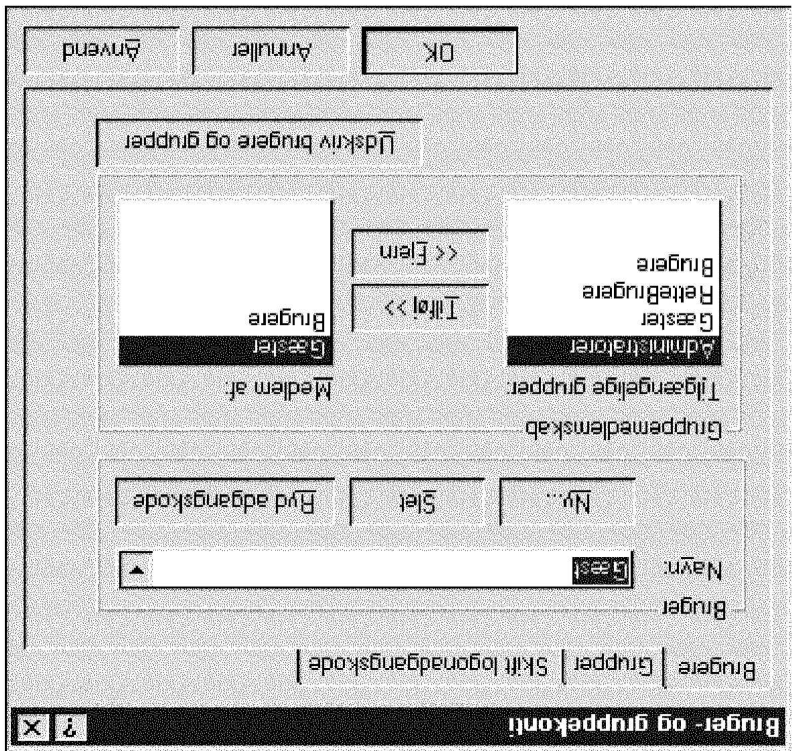 Bruger- og gruppekonti
Brugere Grupper Skift logonadgangskode
Bruger
Navn: Gæst
Ny... Slet Ryd adgangskode
Gruppemedlemskab
Tilgængelige grupper:
Administratorer
Gæster
RetteBrugere
Brugere
Tilføj >>
<< Fjern
Medlem af:
Gæster
Brugere
Udskriv brugere og grupper
OK Annuller Anvend